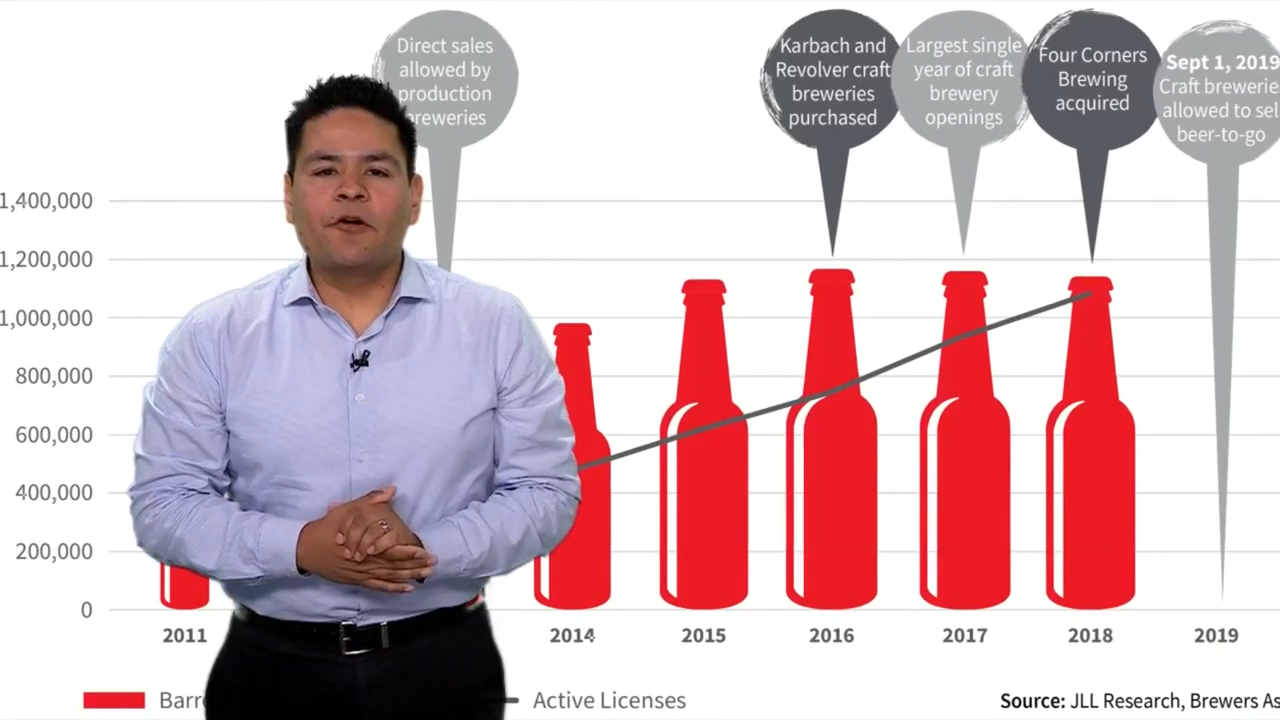 Direct sales
allowed by
production
breweries
Karbach and
Revolver craft
breweries
purchased
Largest single
year of craft
brewery
openings
Four Corners
Brewing
acquired
Sept 1, 2019
Craft brewerie
allowed to sel
beer-to-go
1,400,000
1,200,000
1,000,000
800,000
600,000
400,000
200,000
0
2011
2014
2015
2016
2017
2018
2019
Barre
Active Licenses
Source: JLL Research, Brewers As